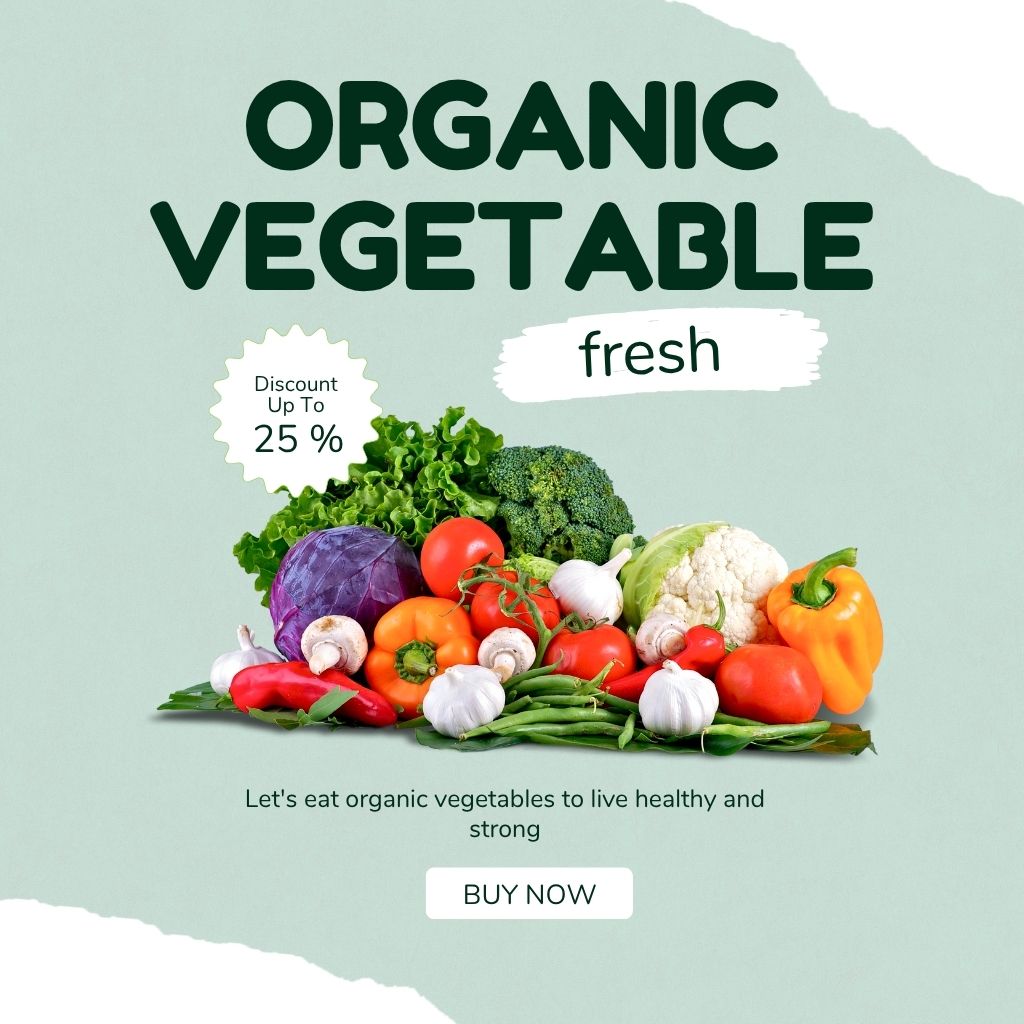 ORGANIC
VEGETABLE
fresh
Discount
Up To
25 %
Let's eat organic vegetables to live healthy and
strong
BUY NOW